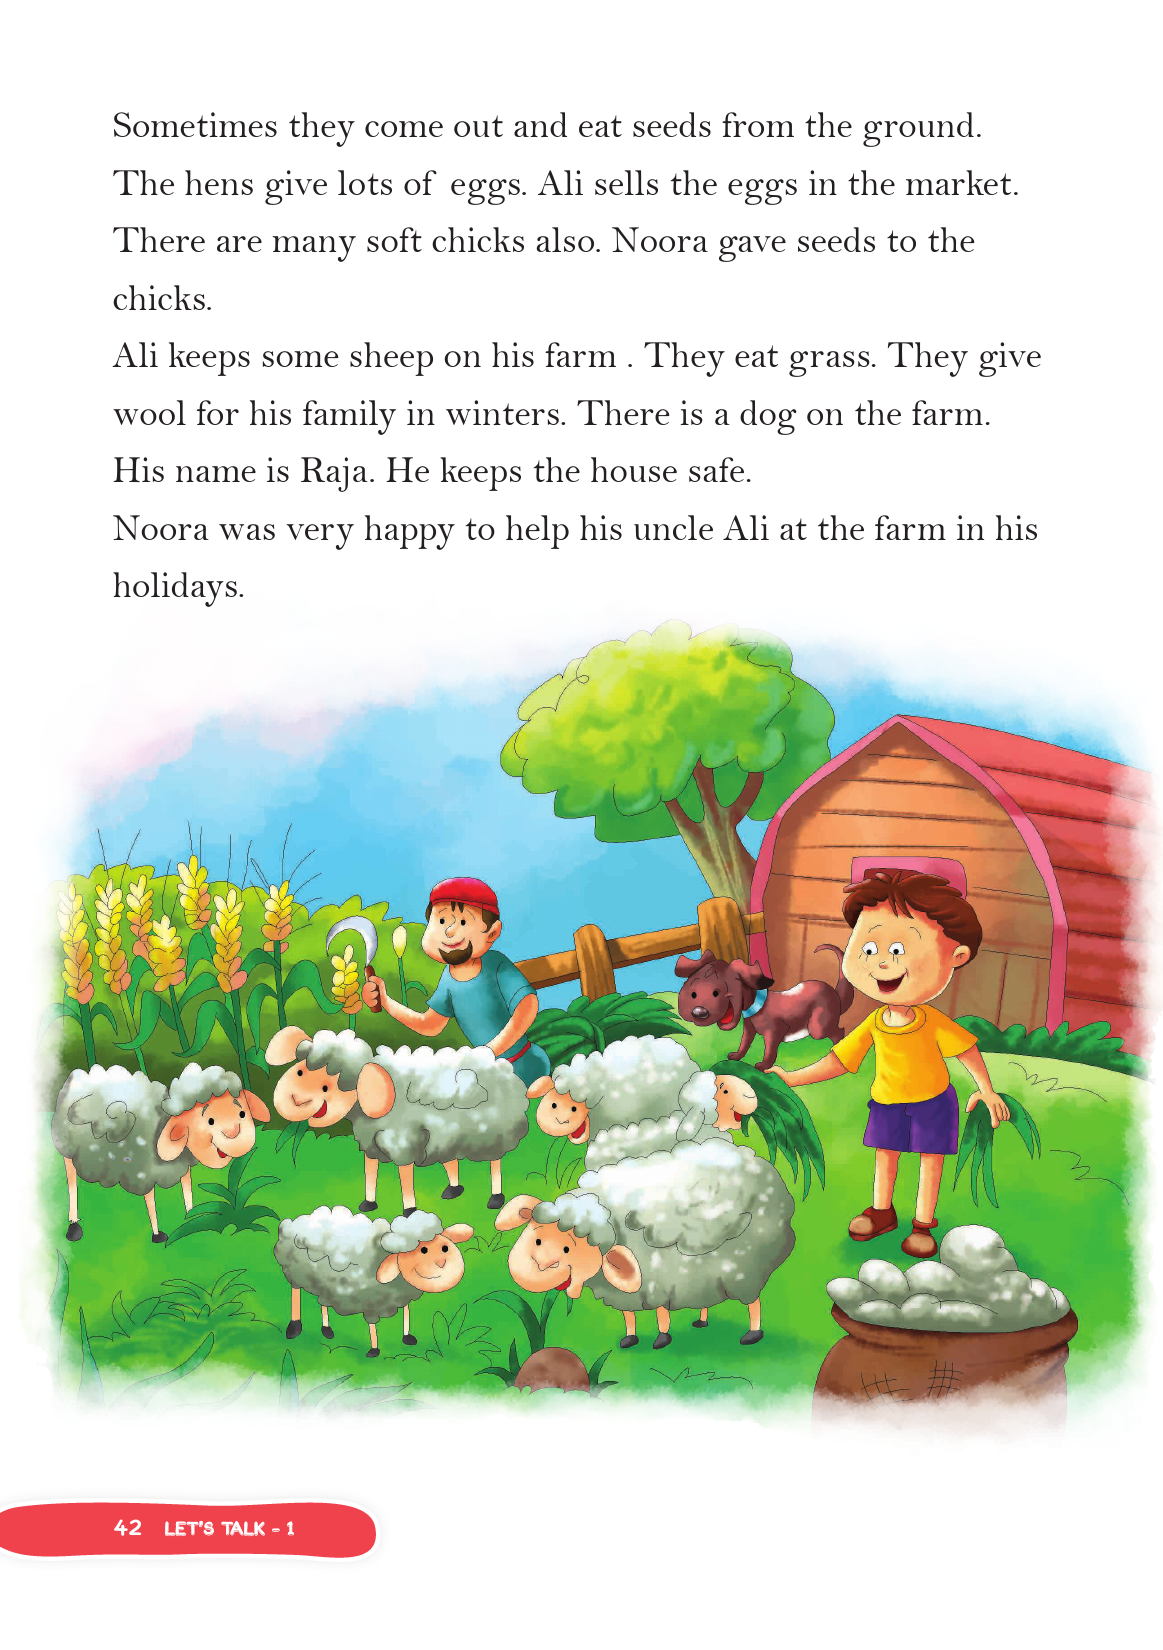 Sometimes they come out and eat seeds from the ground.
The hens give lots of eggs. Ali sells the eggs in the market.
There are many soft chicks also. Noora gave seeds to the
chicks.
Ali keeps some sheep on his farm . They eat grass. They give
wool for his family in winters. There is a dog on the farm.
His name is Raja. He keeps the house safe.
Noora was very happy to help his uncle Ali at the farm in his
holidays.
42 LET'S TALK - 1